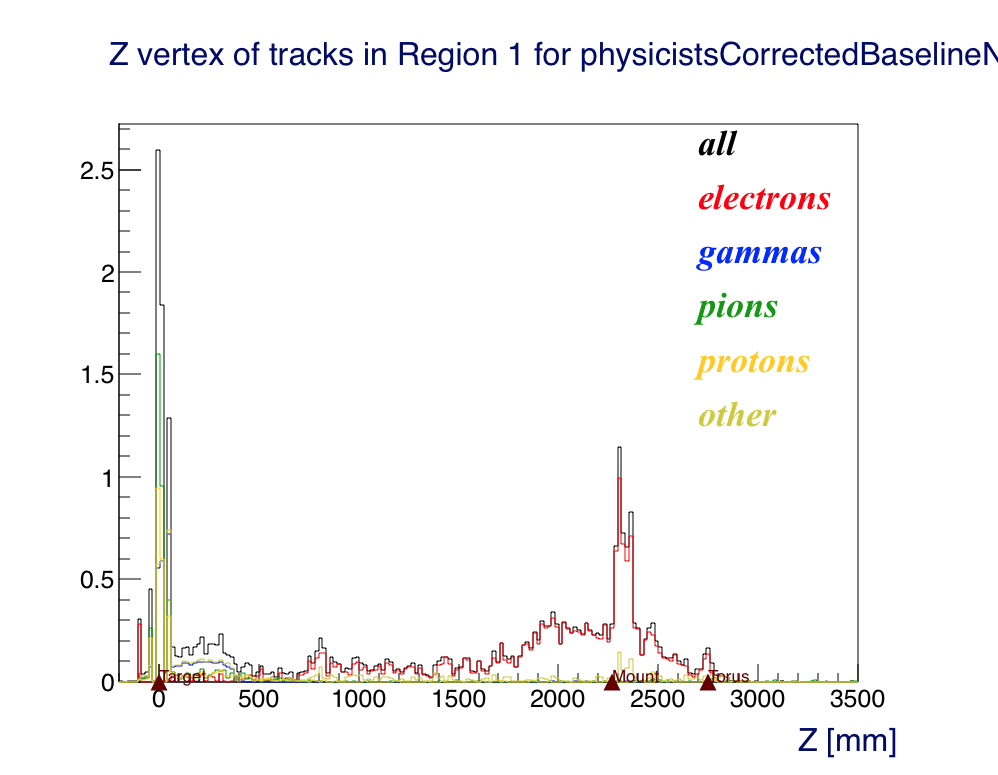 Z vertex of tracks in Region 1 for physicistsCorrectedBaselineN
all
electrons
gammas
pions
protons
other
2.5
2
1.5
1
0.5
0
Target Mount Torus
0 500 1000 1500 2000 2500 3000 3500
Z [mm]